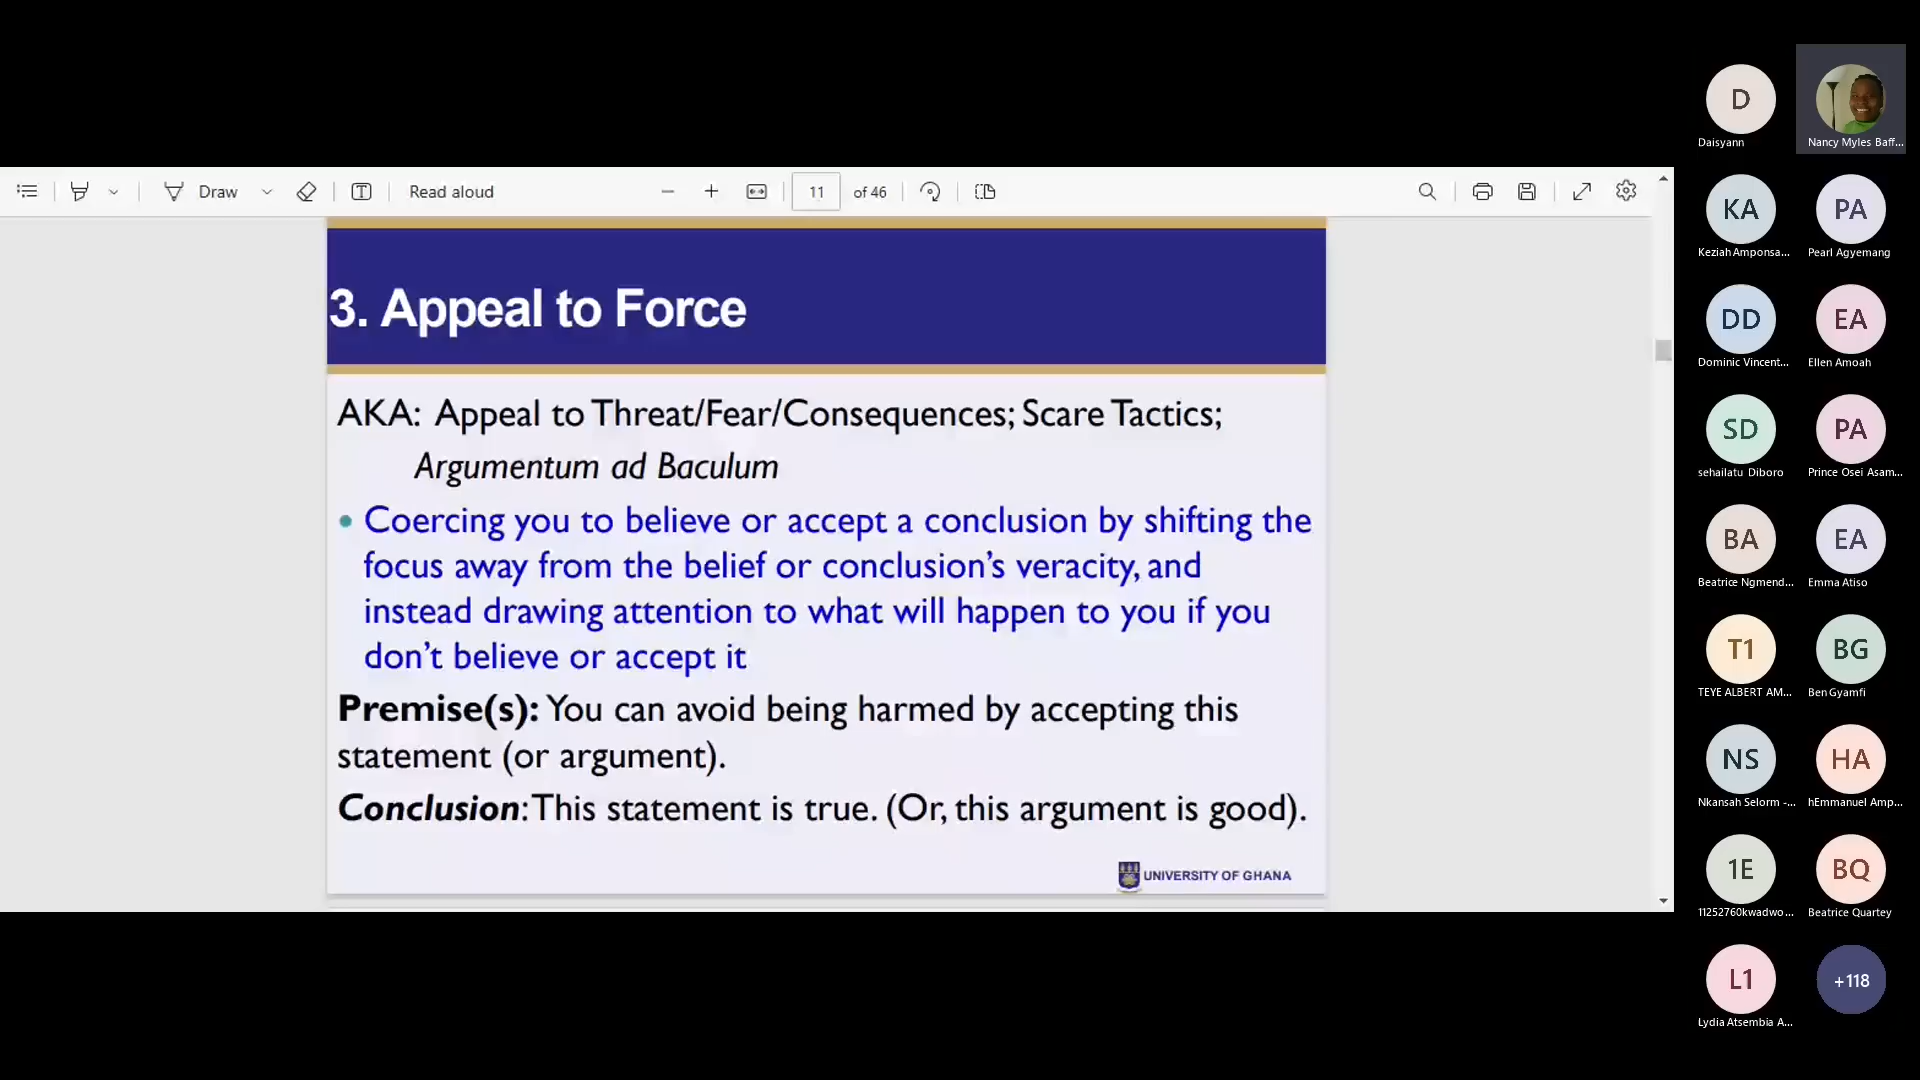 Draw
Read aloud
11 of 46
3. Appeal to Force
AKA: Appeal to Threat/Fear/Consequences; Scare Tactics;
Argumentum ad Baculum
• Coercing you to believe or accept a conclusion by shifting the
focus away from the belief or conclusion's veracity, and
instead drawing attention to what will happen to you if you
don't believe or accept it
Premise(s): You can avoid being harmed by accepting this
statement (or argument).
Conclusion: This statement is true. (Or, this argument is good).
UNIVERSITY OF GHANA
D
Daisyann
Nancy Myles Baff...
KA
Keziah Amponsa...
PA
Pearl Agyemang
DD
Dominic Vincent...
EA
Ellen Amoah
SD
sehailatu Diboro
PA
Prince Osei Asam...
BA
Beatrice Ngmend...
EA
Emma Atiso
T1
TEYE ALBERT AM...
BG
Ben Gyamfi
NS
Nkansah Selorm -...
HA
hEmmanuel Amp...
1E
11252760kwadwo...
BQ
Beatrice Quartey
L1
Lydia Atsembia A...
+118